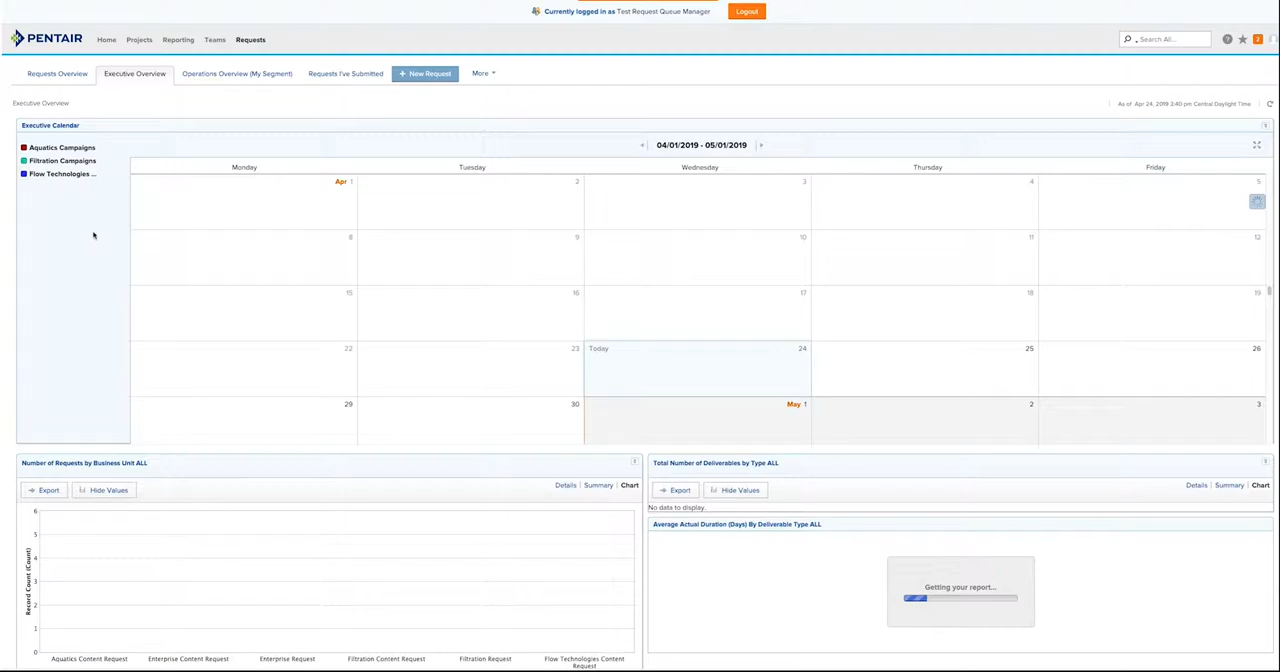 Currently logged in as Test Request Queue Manager Logout
PENTAIR Home Projects Reporting Teams Requests Search All... 2
Requests Overview Executive Overview Operations Overview (My Segment) Requests I've Submitted + New Request More
Executive Overview As of Apr 24, 2019 3:40 pm Central Daylight Time
Executive Calendar
04/01/2019 - 05/01/2019
Aquatics Campaigns
Filtration Campaigns
Flow Technologies ...
Monday Tuesday Wednesday Thursday Friday
Apr 1 2 3 4 5
8 9 10 11 12
15 16 17 18 19
22 23 Today 24 25 26
29 30 May 1 2 3
Number of Requests by Business Unit ALL
Export Hide Values Details | Summary | Chart
6
5
4
3
2
1
0
Record Count (Count)
Aquatics Content Request Enterprise Content Request Enterprise Request Filtration Content Request Filtration Request Flow Technologies Content Request
Total Number of Deliverables by Type ALL
Export Hide Values Details | Summary | Chart
No data to display.
Average Actual Duration (Days) By Deliverable Type ALL
Getting your report...